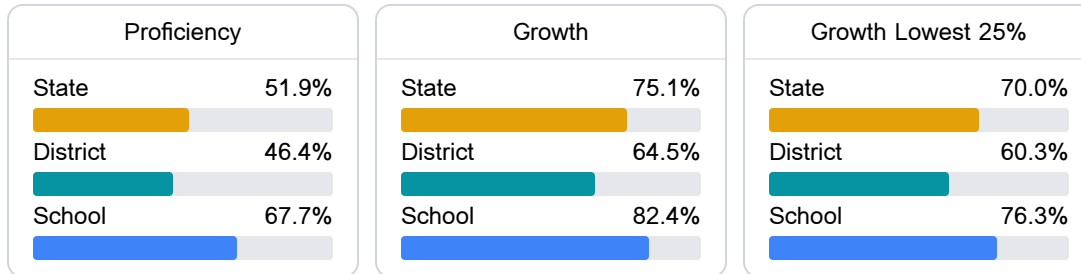 Proficiency
State 51.9%
District 46.4%
School 67.7%
Growth
State 75.1%
District 64.5%
School 82.4%
Growth Lowest 25%
State 70.0%
District 60.3%
School 76.3%